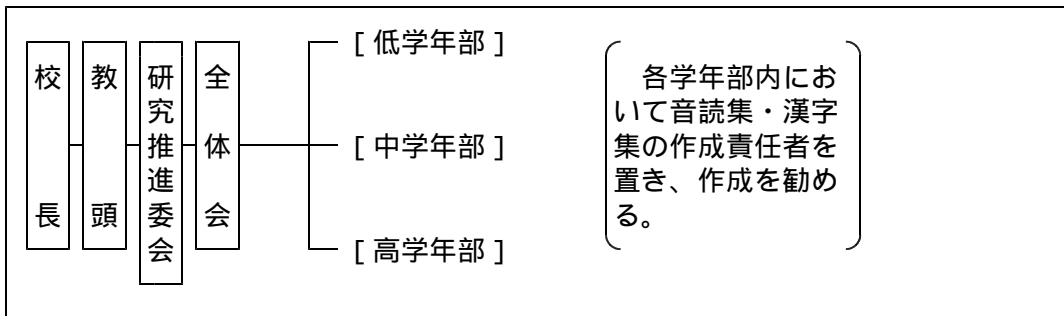 校長
教頭
研究推進委員会
全体会
[ 低学年部 ]
[ 中学年部 ]
[ 高学年部 ]
各学年部内にお
いて音読集・漢字
集の作成責任者を
置き、作成を勧め
る。